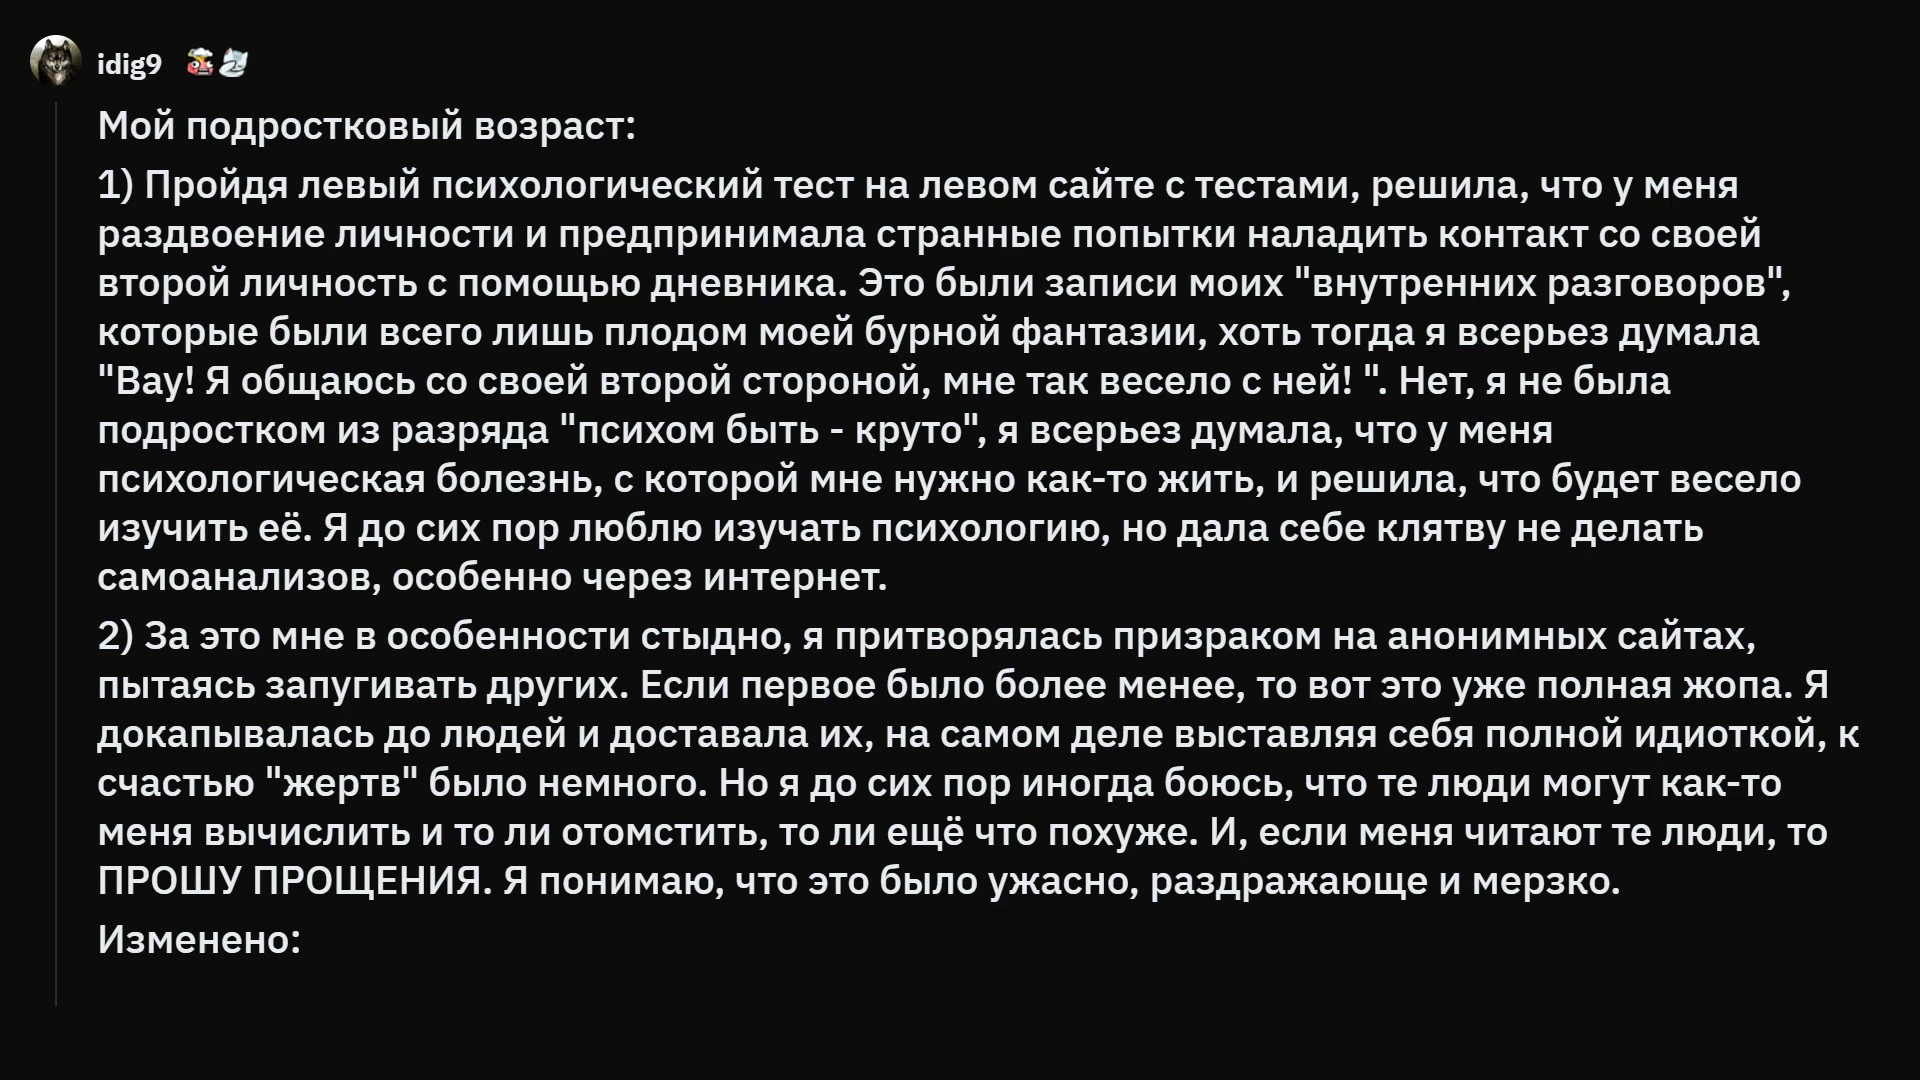 idig9
Мой подростковый возраст:
1) Пройдя левый психологический тест на левом сайте с тестами, решила, что у меня
раздвоение личности и предпринимала странные попытки наладить контакт со своей
второй личность с помощью дневника. Это были записи моих "внутренних разговоров",
которые были всего лишь плодом моей бурной фантазии, хоть тогда я всерьез думала
"Вау! Я общаюсь со своей второй стороной, мне так весело с ней! ". Нет, я не была
подростком из разряда "психом быть - круто", я всерьез думала, что у меня
психологическая болезнь, с которой мне нужно как-то жить, и решила, что будет весело
изучить её. Я до сих пор люблю изучать психологию, но дала себе клятву не делать
самоанализов, особенно через интернет.
2) За это мне в особенности стыдно, я притворялась призраком на анонимных сайтах,
пытаясь запугивать других. Если первое было более менее, то вот это уже полная жопа. Я
докапывалась до людей и доставала их, на самом деле выставляя себя полной идиоткой, к
счастью "жертв" было немного. Но я до сих пор иногда боюсь, что те люди могут как-то
меня вычислить и то ли отомстить, то ли ещё что похуже. И, если меня читают те люди, то
ПРОШУ ПРОЩЕНИЯ. Я понимаю, что это было ужасно, раздражающе и мерзко.
Изменено: